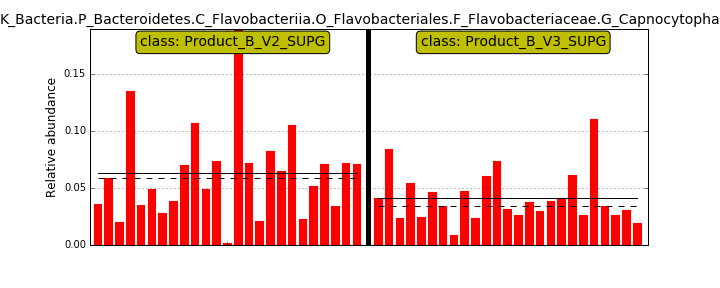 K_Bacteria.P_Bacteroidetes.C_Flavobacteriia.O_Flavobacteriales.F_Flavobacteriaceae.G_Capnocytopha
class: Product_B_V2_SUPG
class: Product_B_V3_SUPG
Relative abundance
0.15
0.10
0.05
0.00